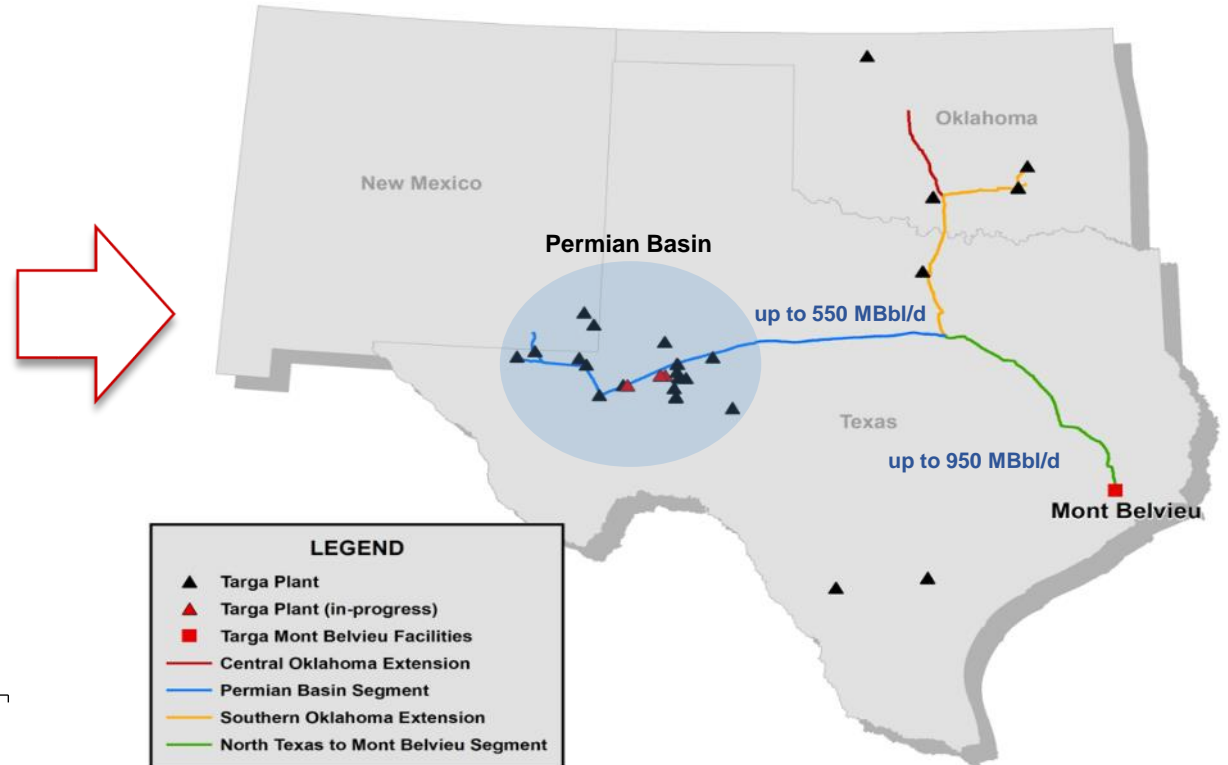 Oklahoma
New Mexico
Permian Basin
up to 550 MBbl/d
Texas
up to 950 MBbl/d
Mont Belvieu
LEGEND
Targa Plant
Targa Plant (in-progress)
Targa Mont Belvieu Facilities
Central Oklahoma Extension
Permian Basin Segment
Southern Oklahoma Extension
North Texas to Mont Belvieu Segment